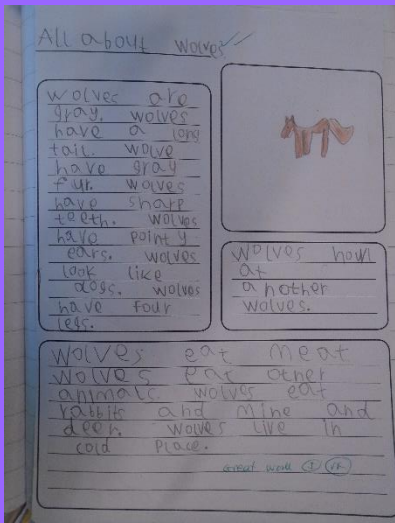 All about wolves
wolves are
gray. wolves
have a long
tail. wolve
have gray
fur. wolves
have share
teeth. wolves
have pointy
ears. wolves
look like
dogs. wolves
have four
legs.
wolves howl
at
another
wolves.
wolves eat meat
wolves eat other
animals wolves eat
rabbits and mine and
deer. wolves live in
cold place.
Great work